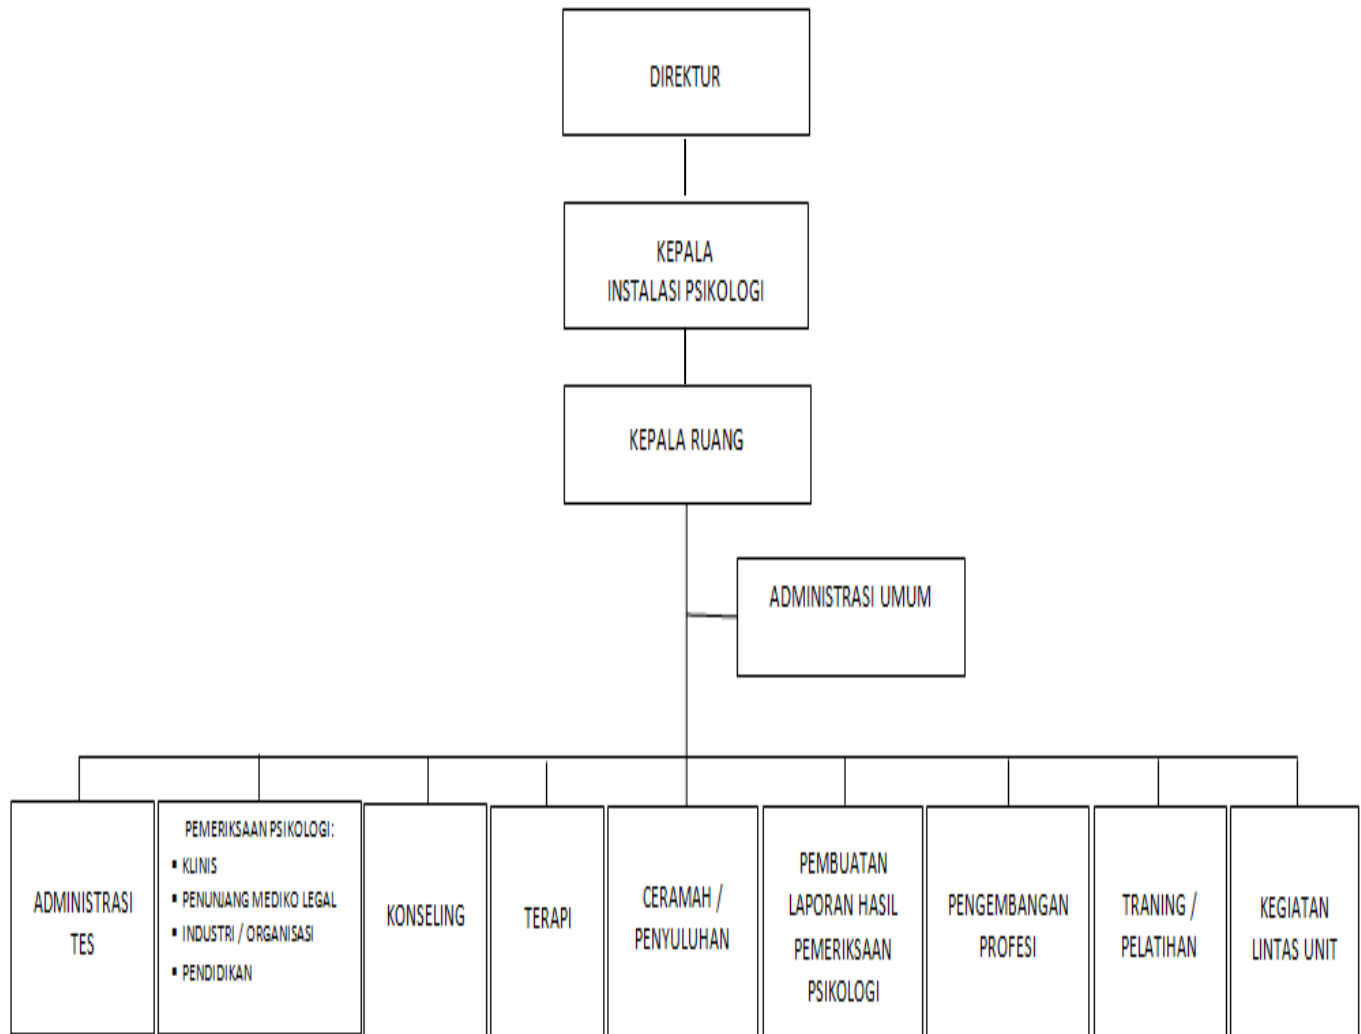 DIREKTUR
KEPALA
INSTALASI PSIKOLOGI
KEPALA RUANG
ADMINISTRASI UMUM
ADMINISTRASI
TES
PEMERIKSAAN PSIKOLOGI:
▪ KLINIS
▪ PENUNJANG MEDIKO LEGAL
▪ INDUSTRI / ORGANISASI
▪ PENDIDIKAN
KONSELING
TERAPI
CERAMAH /
PENYULUHAN
PEMBUATAN
LAPORAN HASIL
PEMERIKSAAN
PSIKOLOGI
PENGEMBANGAN
PROFESI
TRANING /
PELATIHAN
KEGIATAN
LINTAS UNIT